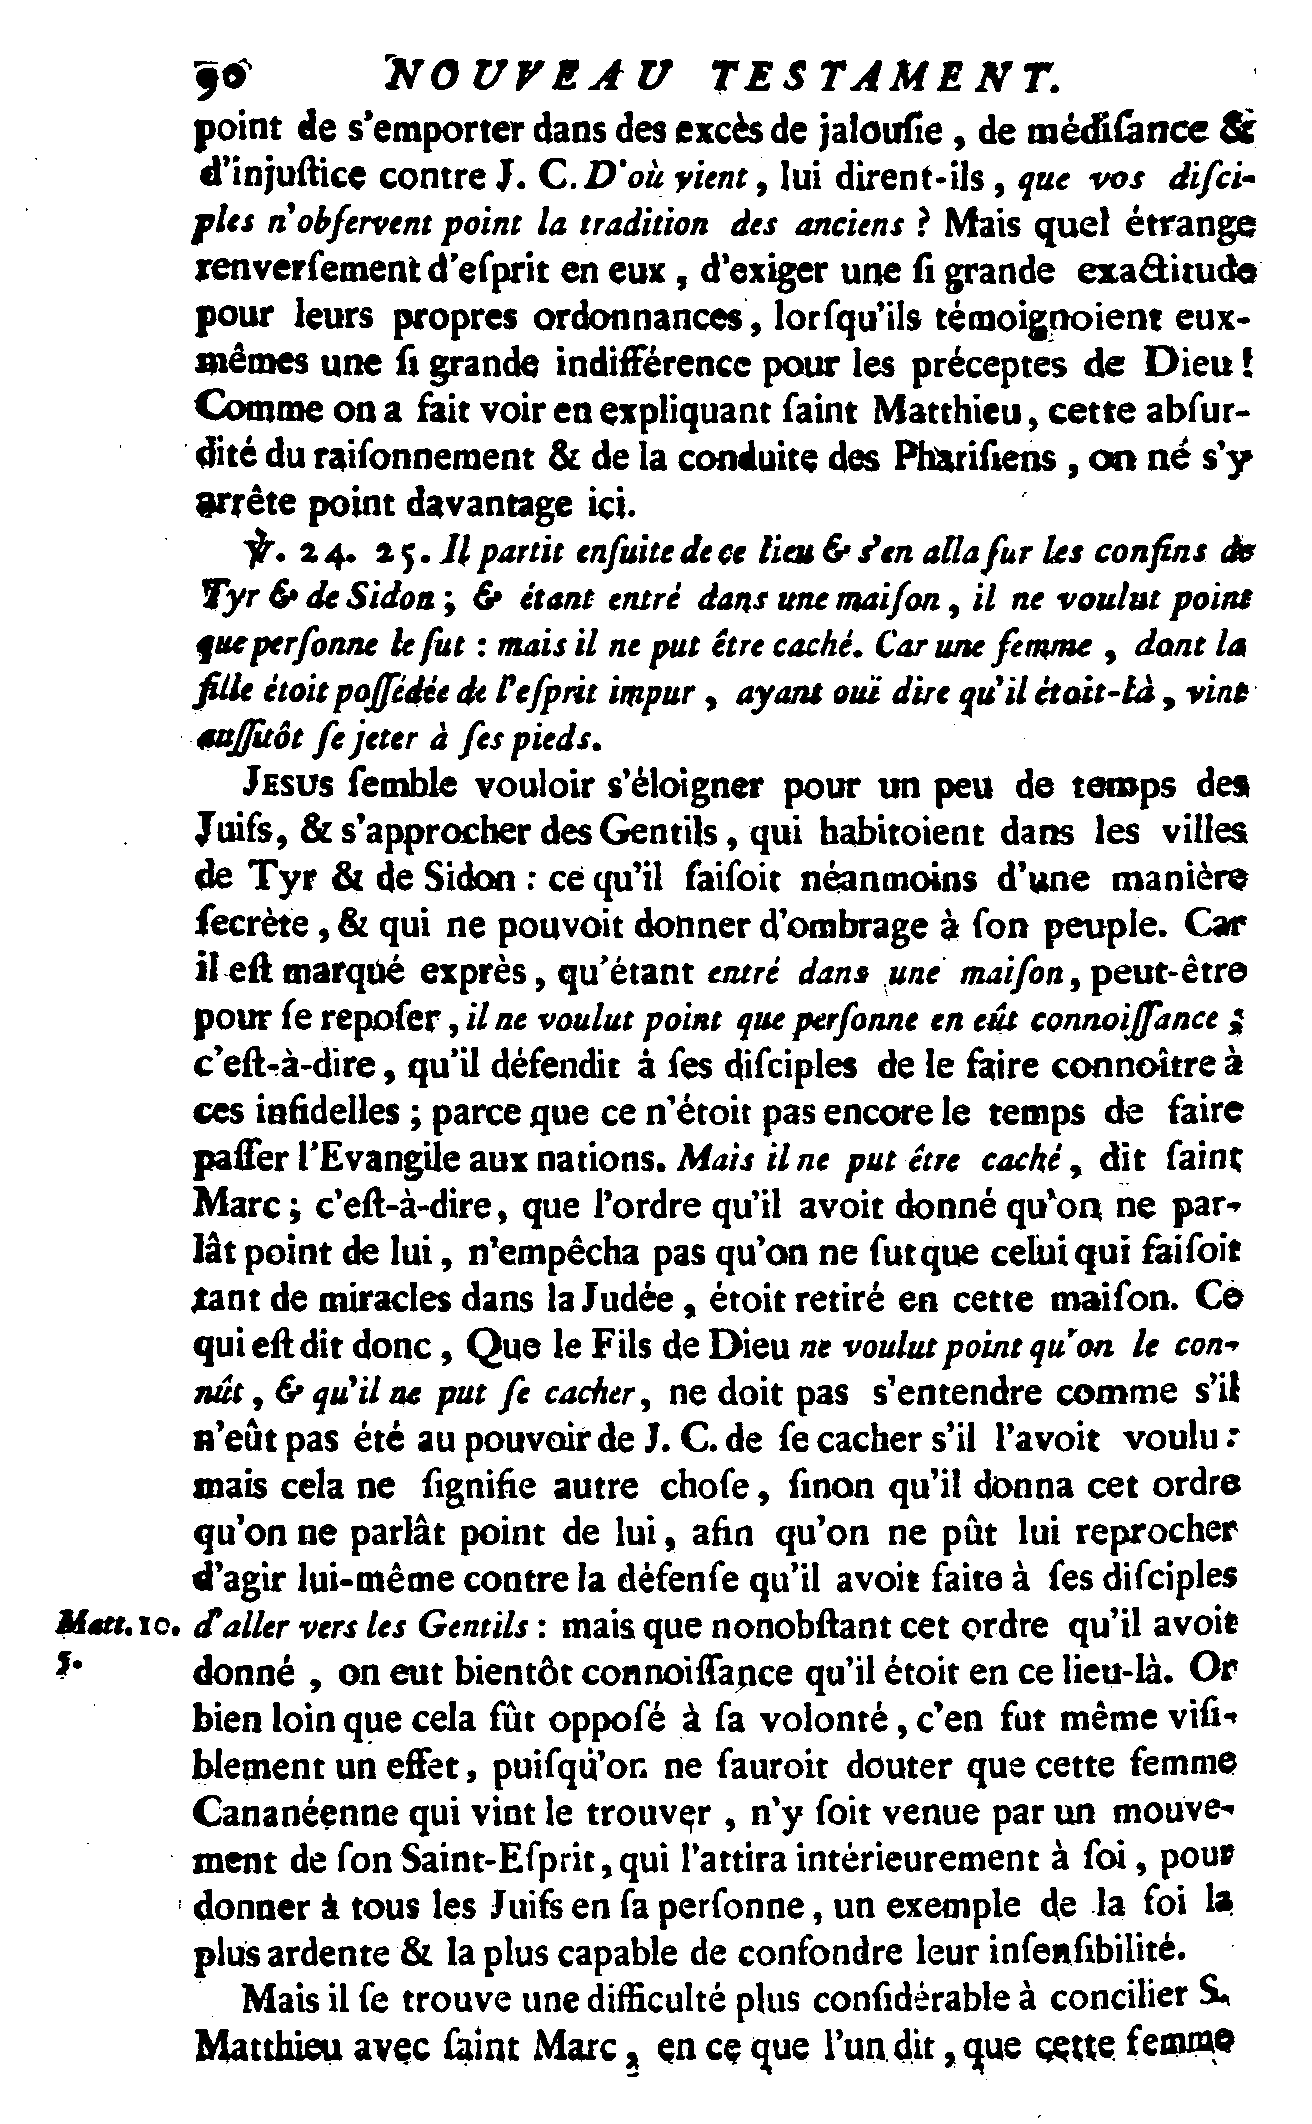 90 NOUVEAU TESTAMENT.
point de s'emporter dans des excès de jalouſie, de médiſance &
d'injuſtice contre J. C. D'où vient, lui dirent-ils, que vos diſci-
ples n'obſervent point la tradition des anciens ? Mais quel étrange
renverſement d'eſprit en eux, d'exiger une ſi grande exactitude
pour leurs propres ordonnances, lorſqu'ils témoignoient eux-
mêmes une ſi grande indifférence pour les préceptes de Dieu !
Comme on a fait voir en expliquant ſaint Matthieu, cette abſur-
dité du raiſonnement & de la conduite des Phariſiens, on né s'y
arrête point davantage ici.
℣. 24. 25. Il partit enſuite de ce lieu & s'en alla ſur les confins de
Tyr & de Sidon ; & étant entré dans une maiſon, il ne voulut point
que perſonne le ſut : mais il ne put être caché. Car une femme, dont la
fille étoit poſſédée de l'eſprit impur, ayant ouï dire qu'il étoit-là, vint
auſſitôt ſe jeter à ſes pieds.
JESUS ſemble vouloir s'éloigner pour un peu de temps des
Juifs, & s'approcher des Gentils, qui habitoient dans les villes
de Tyr & de Sidon : ce qu'il faiſoit néanmoins d'une manière
ſecrète, & qui ne pouvoit donner d'ombrage à ſon peuple. Car
il eſt marqué exprès, qu'étant entré dans une maiſon, peut-être
pour ſe repoſer, il ne voulut point que perſonne en eût connoiſſance ;
c'eſt-à-dire, qu'il défendit à ſes diſciples de le faire connoître à
ces infidelles ; parce que ce n'étoit pas encore le temps de faire
paſſer l'Evangile aux nations. Mais il ne put être caché, dit ſaint
Marc ; c'eſt-à-dire, que l'ordre qu'il avoit donné qu'on ne par-
lât point de lui, n'empêcha pas qu'on ne ſut que celui qui faiſoit
tant de miracles dans la Judée, étoit retiré en cette maiſon. Ce
qui eſt dit donc, Que le Fils de Dieu ne voulut point qu'on le con-
nût, & qu'il ne put ſe cacher, ne doit pas s'entendre comme s'il
n'eût pas été au pouvoir de J. C. de ſe cacher s'il l'avoit voulu :
mais cela ne ſignifie autre choſe, ſinon qu'il donna cet ordre
qu'on ne parlât point de lui, afin qu'on ne pût lui reprocher
d'agir lui-même contre la défenſe qu'il avoit faite à ſes diſciples
Matt. 10. d'aller vers les Gentils : mais que nonobſtant cet ordre qu'il avoit
5. donné, on eut bientôt connoiſſance qu'il étoit en ce lieu-là. Or
bien loin que cela fût oppoſé à ſa volonté, c'en fut même viſi-
blement un effet, puiſqu'on ne ſauroit douter que cette femme
Cananéenne qui vint le trouver, n'y ſoit venue par un mouve-
ment de ſon Saint-Eſprit, qui l'attira intérieurement à ſoi, pour
donner à tous les Juifs en ſa perſonne, un exemple de la foi la
plus ardente & la plus capable de confondre leur inſenſibilité.
Mais il ſe trouve une difficulté plus conſidérable à concilier S.
Matthieu avec ſaint Marc, en ce que l'un dit, que cette femme